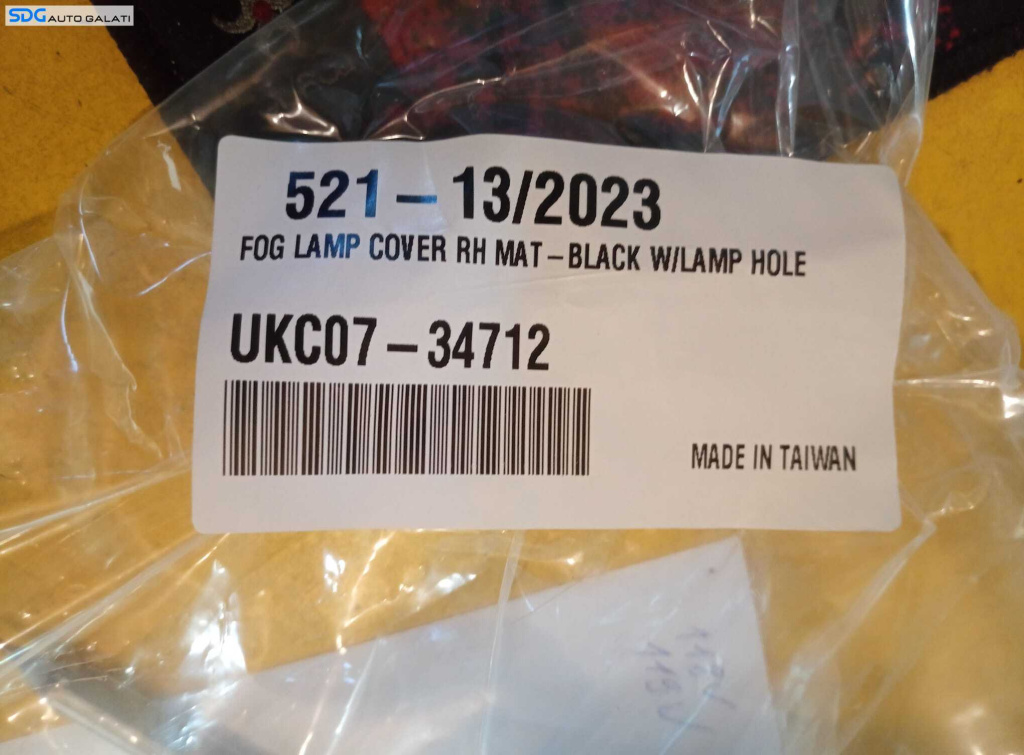 SDG AUTO GALATI
521-13/2023
FOG LAMP COVER RH MAT-BLACK W/LAMP HOLE
UKC07-34712
MADE IN TAIWAN